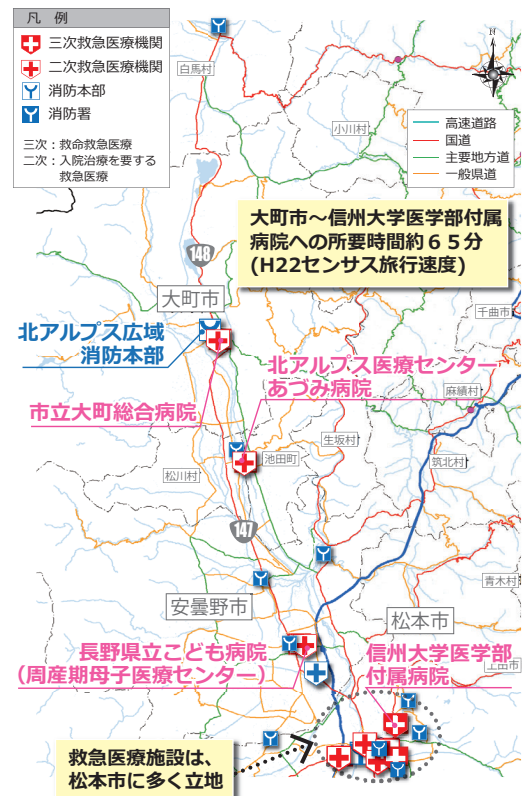 凡 例
三次救急医療機関
二次救急医療機関
消防本部
消防署
三次：救命救急医療
二次：入院治療を要する
救急医療
白馬村
小川村
N
高速道路
国道
主要地方道
一般県道
大町市～信州大学医学部付属
病院への所要時間約６５分
(H22センサス旅行速度)
148
大町市
千曲市
北アルプス広域
消防本部
北アルプス医療センター
あづみ病院
市立大町総合病院
麻績村
生坂村
池田町
筑北村
松川村
147
青木村
安曇野市
松本市
長野県立こども病院
（周産期母子医療センター）
信州大学医学部
付属病院
上田市
救急医療施設は、
松本市に多く立地